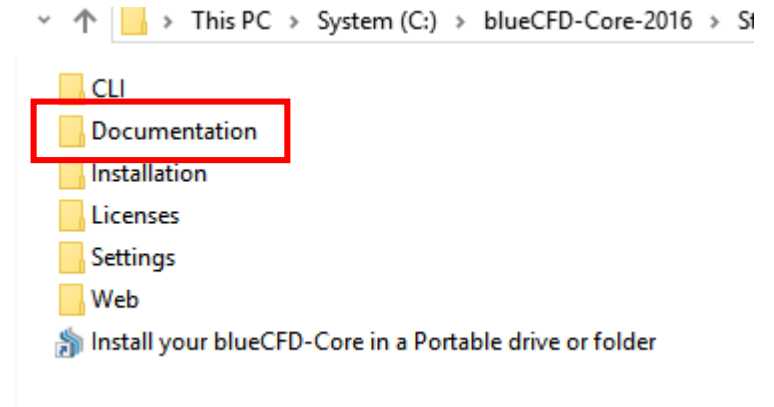 This PC > System (C:) > blueCFD-Core-2016 >
CLI
Documentation
Installation
Licenses
Settings
Web
Install your blueCFD-Core in a Portable drive or folder